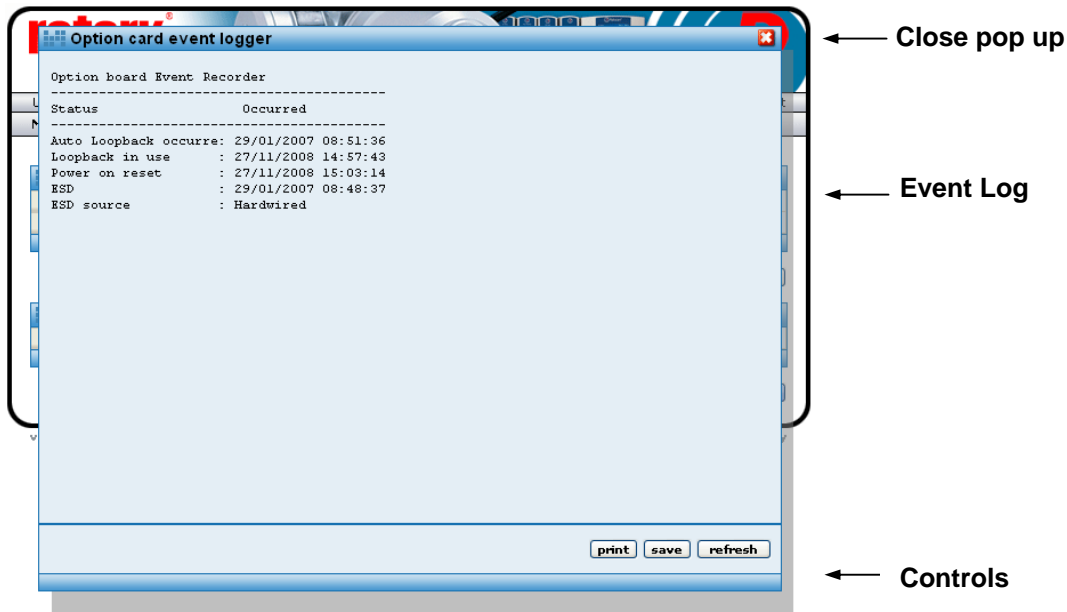 Option card event logger
Close pop up
Option board Event Recorder
-------------------------------------------
Status Occurred
-------------------------------------------
Auto Loopback occurre: 29/01/2007 08:51:36
Loopback in use : 27/11/2008 14:57:43
Power on reset : 27/11/2008 15:03:14
ESD : 29/01/2007 08:48:37
ESD source : Hardwired
Event Log
print save refresh
Controls